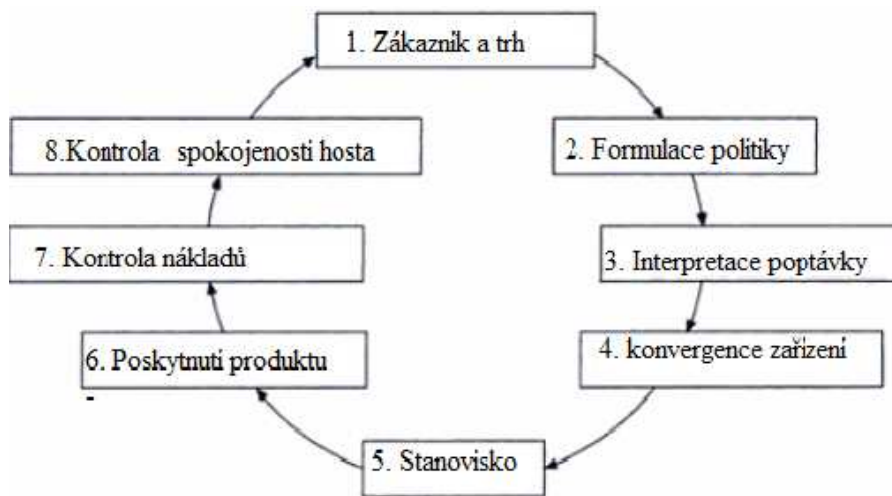 1. Zákazník a trh
2. Formulace politiky
3. Interpretace poptávky
4. konvergence zařízení
5. Stanovisko
6. Poskytnutí produktu
-
7. Kontrola nákladů
8.Kontrola spokojenosti hosta